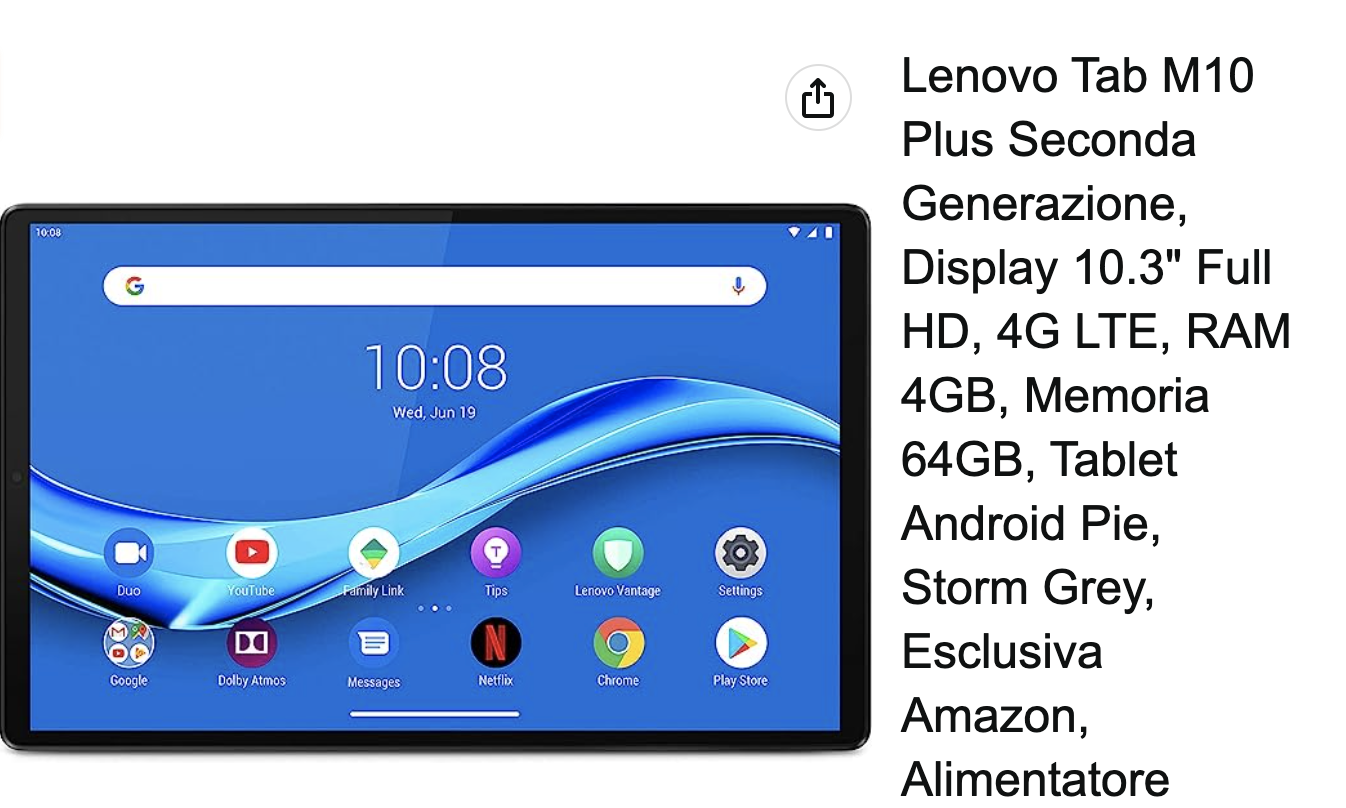 Lenovo Tab M10
Plus Seconda
Generazione,
Display 10.3" Full
HD, 4G LTE, RAM
4GB, Memoria
64GB, Tablet
Android Pie,
Storm Grey,
Esclusiva
Amazon,
Alimentatore
10:08
10:08
Wed, Jun 19
Duo YouTube Family Link Tips Lenovo Vantage Settings
Google Dolby Atmos Messages Netflix Chrome Play Store